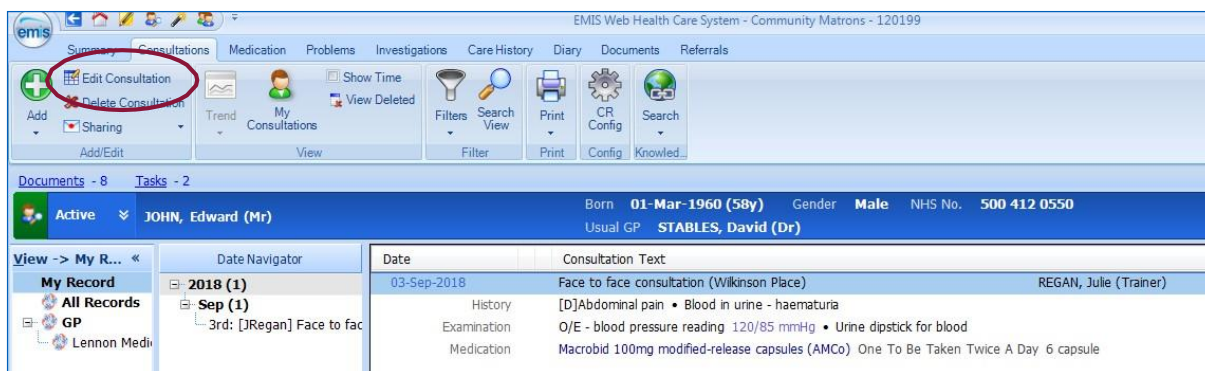 emis
EMIS Web Health Care System - Community Matrons - 120199
Summary Consultations Medication Problems Investigations Care History Diary Documents Referrals
Add
Edit Consultation
Delete Consultation
Sharing
Add/Edit
Trend
My Consultations
Show Time
View Deleted
View
Filters
Search View
Filter
Print
Print
CR Config
Config
Search
Knowled...
Documents - 8 Tasks - 2
Active JOHN, Edward (Mr)
Born 01-Mar-1960 (58y) Gender Male NHS No. 500 412 0550
Usual GP STABLES, David (Dr)
View -> My R... «
My Record
All Records
GP
Lennon Medi
Date Navigator
2018 (1)
Sep (1)
3rd: [JRegan] Face to fac
Date Consultation Text
03-Sep-2018 Face to face consultation (Wilkinson Place) REGAN, Julie (Trainer)
History [D]Abdominal pain • Blood in urine - haematuria
Examination O/E - blood pressure reading 120/85 mmHg • Urine dipstick for blood
Medication Macrobid 100mg modified-release capsules (AMCo) One To Be Taken Twice A Day 6 capsule